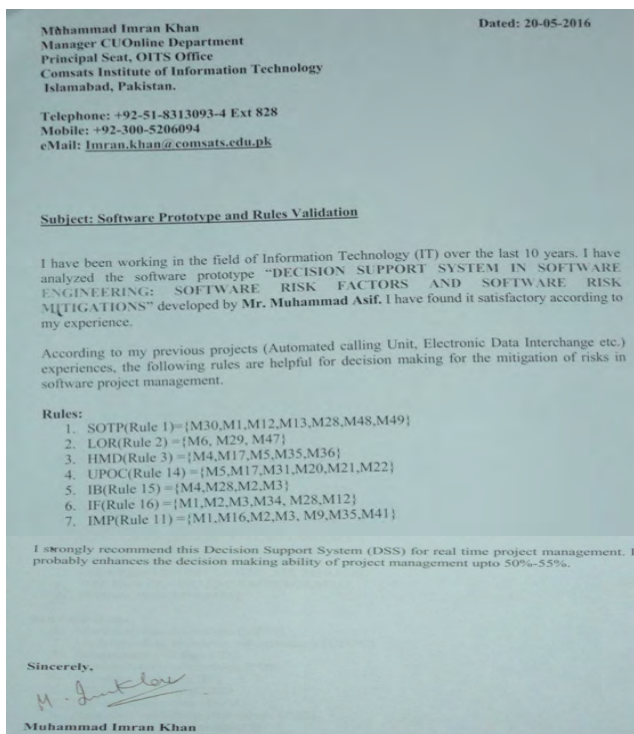 Muhammad Imran Khan
Dated: 20-05-2016
Manager CUOnline Department
Principal Seat, OITS Office
Comsats Institute of Information Technology
Islamabad, Pakistan.
Telephone: +92-51-8313093-4 Ext 828
Mobile: +92-300-5206094
eMail: Imran.khan@comsats.edu.pk
Subject: Software Prototype and Rules Validation
I have been working in the field of Information Technology (IT) over the last 10 years. I have
analyzed the software prototype "DECISION SUPPORT SYSTEM IN SOFTWARE
ENGINEERING: SOFTWARE RISK FACTORS AND SOFTWARE RISK
MITIGATIONS" developed by Mr. Muhammad Asif. I have found it satisfactory according to
my experience.
According to my previous projects (Automated calling Unit, Electronic Data Interchange etc.)
experiences, the following rules are helpful for decision making for the mitigation of risks in
software project management.
Rules:
1. SOTP(Rule 1)={M30,M1,M12,M13,M28,M48,M49}
2. LOR(Rule 2) ={M6, M29, M47}
3. HMD(Rule 3) ={M4,M17,M5,M35,M36}
4. UPOC(Rule 14) ={M5,M17,M31,M20,M21,M22}
5. IB(Rule 15) ={M4,M28,M2,M3}
6. IF(Rule 16) ={M1,M2,M3,M34, M28,M12}
7. IMP(Rule 11) ={M1,M16,M2,M3, M9,M35,M41}
I strongly recommend this Decision Support System (DSS) for real time project management. I
probably enhances the decision making ability of project management upto 50%-55%.
Sincerely,
Muhammad Imran Khan